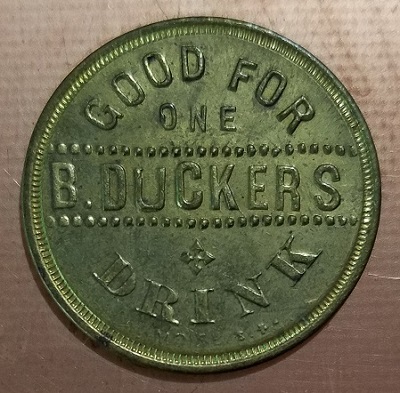 GOOD FOR
ONE
B. DUCKERS
DRINK